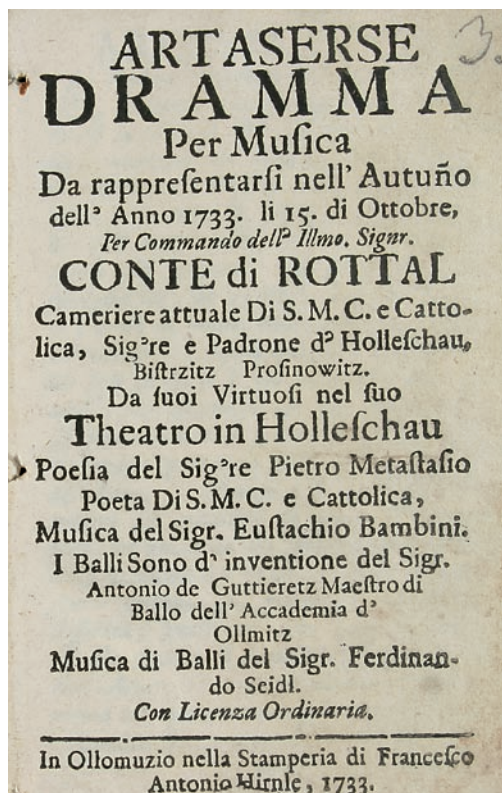 3.
ARTASERSE
DRAMMA
Per Muſica
Da rappreſentarſi nell' Autuño
dell' Anno 1733. li 15. di Ottobre,
Per Commando dell' Illmo. Signr.
CONTE di ROTTAL
Cameriere attuale Di S. M. C. e Catto-
lica, Sig're e Padrone d' Holleſchau,
Biſtrzitz Proſinowitz.
Da ſuoi Virtuoſi nel ſuo
Theatro in Holleſchau
Poeſia del Sig're Pietro Metaſtaſio
Poeta Di S. M. C. e Cattolica,
Muſica del Sigr. Euſtachio Bambini.
I Balli Sono d' inventione del Sigr.
Antonio de Guttieretz Maeſtro di
Ballo dell' Accademia d'
Ollmitz
Muſica di Balli del Sigr. Ferdinan-
do Seidl.
Con Licenza Ordinaria.
In Ollomuzio nella Stamperia di Franceſco
Antonio Hirnle, 1733.